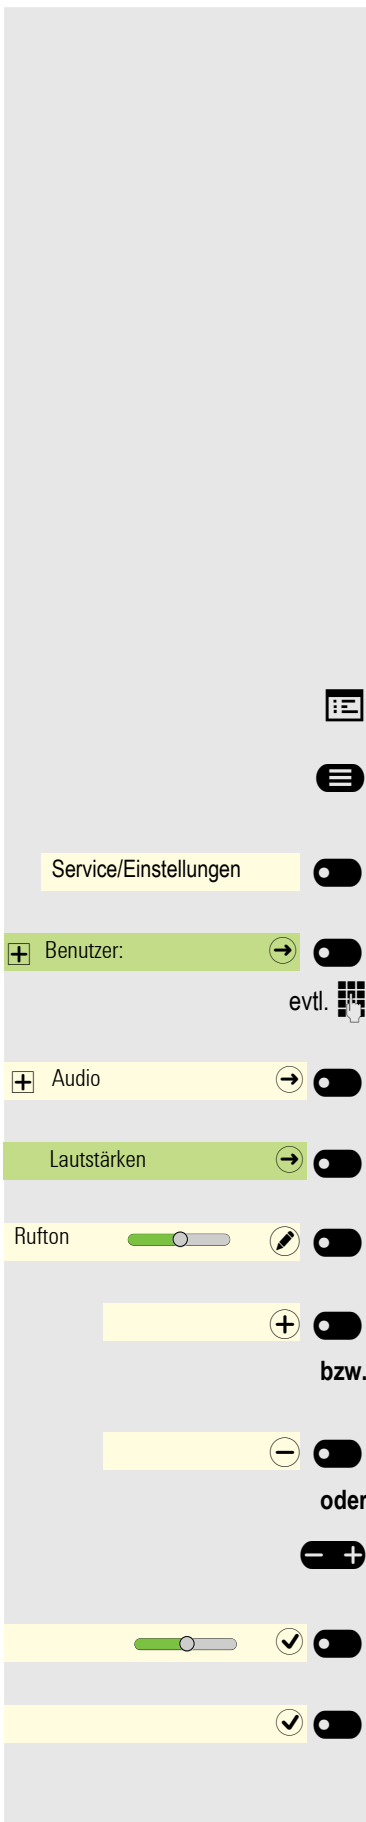 Service/Einstellungen
Benutzer:
evtl.
Audio
Lautstärken
Rufton
bzw.
oder